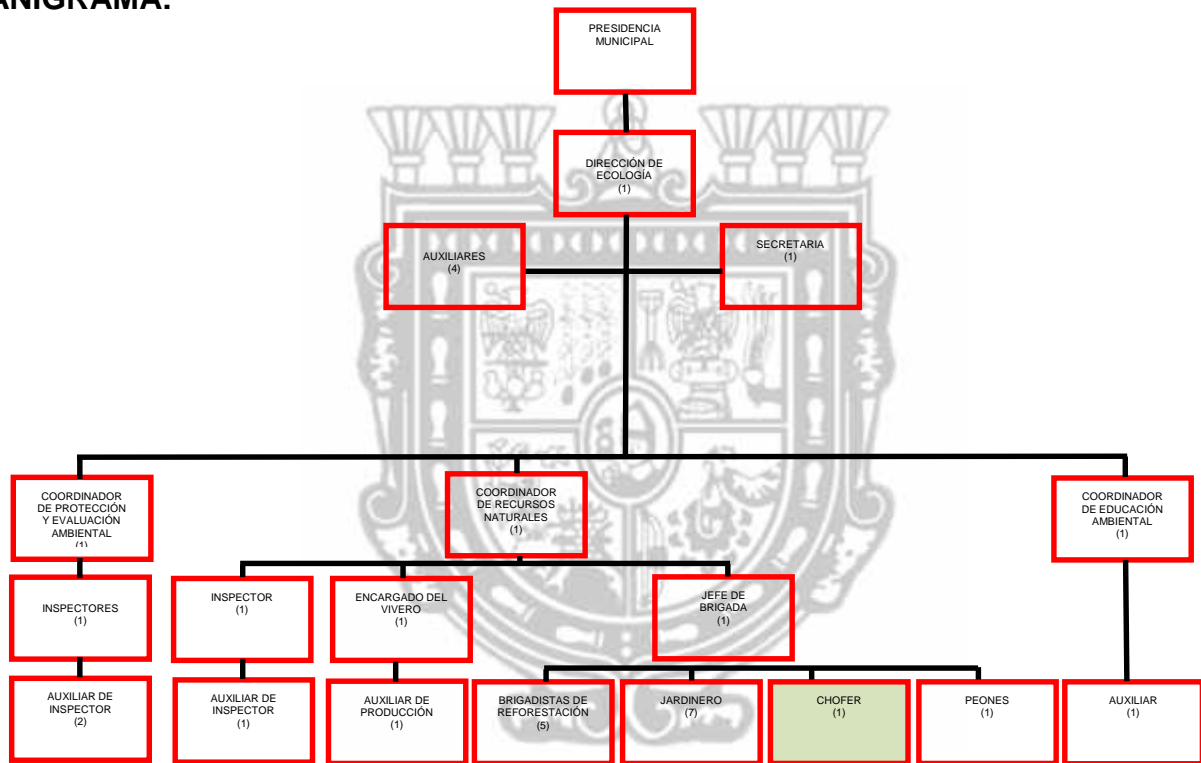 ANIGRAMA.
PRESIDENCIA
MUNICIPAL
DIRECCIÓN DE
ECOLOGÍA
(1)
AUXILIARES
(4)
SECRETARIA
(1)
COORDINADOR
DE PROTECCIÓN
Y EVALUACIÓN
AMBIENTAL
(1)
COORDINADOR
DE RECURSOS
NATURALES
(1)
COORDINADOR
DE EDUCACIÓN
AMBIENTAL
(1)
INSPECTORES
(1)
INSPECTOR
(1)
ENCARGADO DEL
VIVERO
(1)
JEFE DE
BRIGADA
(1)
AUXILIAR DE
INSPECTOR
(2)
AUXILIAR DE
INSPECTOR
(1)
AUXILIAR DE
PRODUCCIÓN
(1)
BRIGADISTAS DE
REFORESTACIÓN
(5)
JARDINERO
(7)
CHOFER
(1)
PEONES
(1)
AUXILIAR
(1)